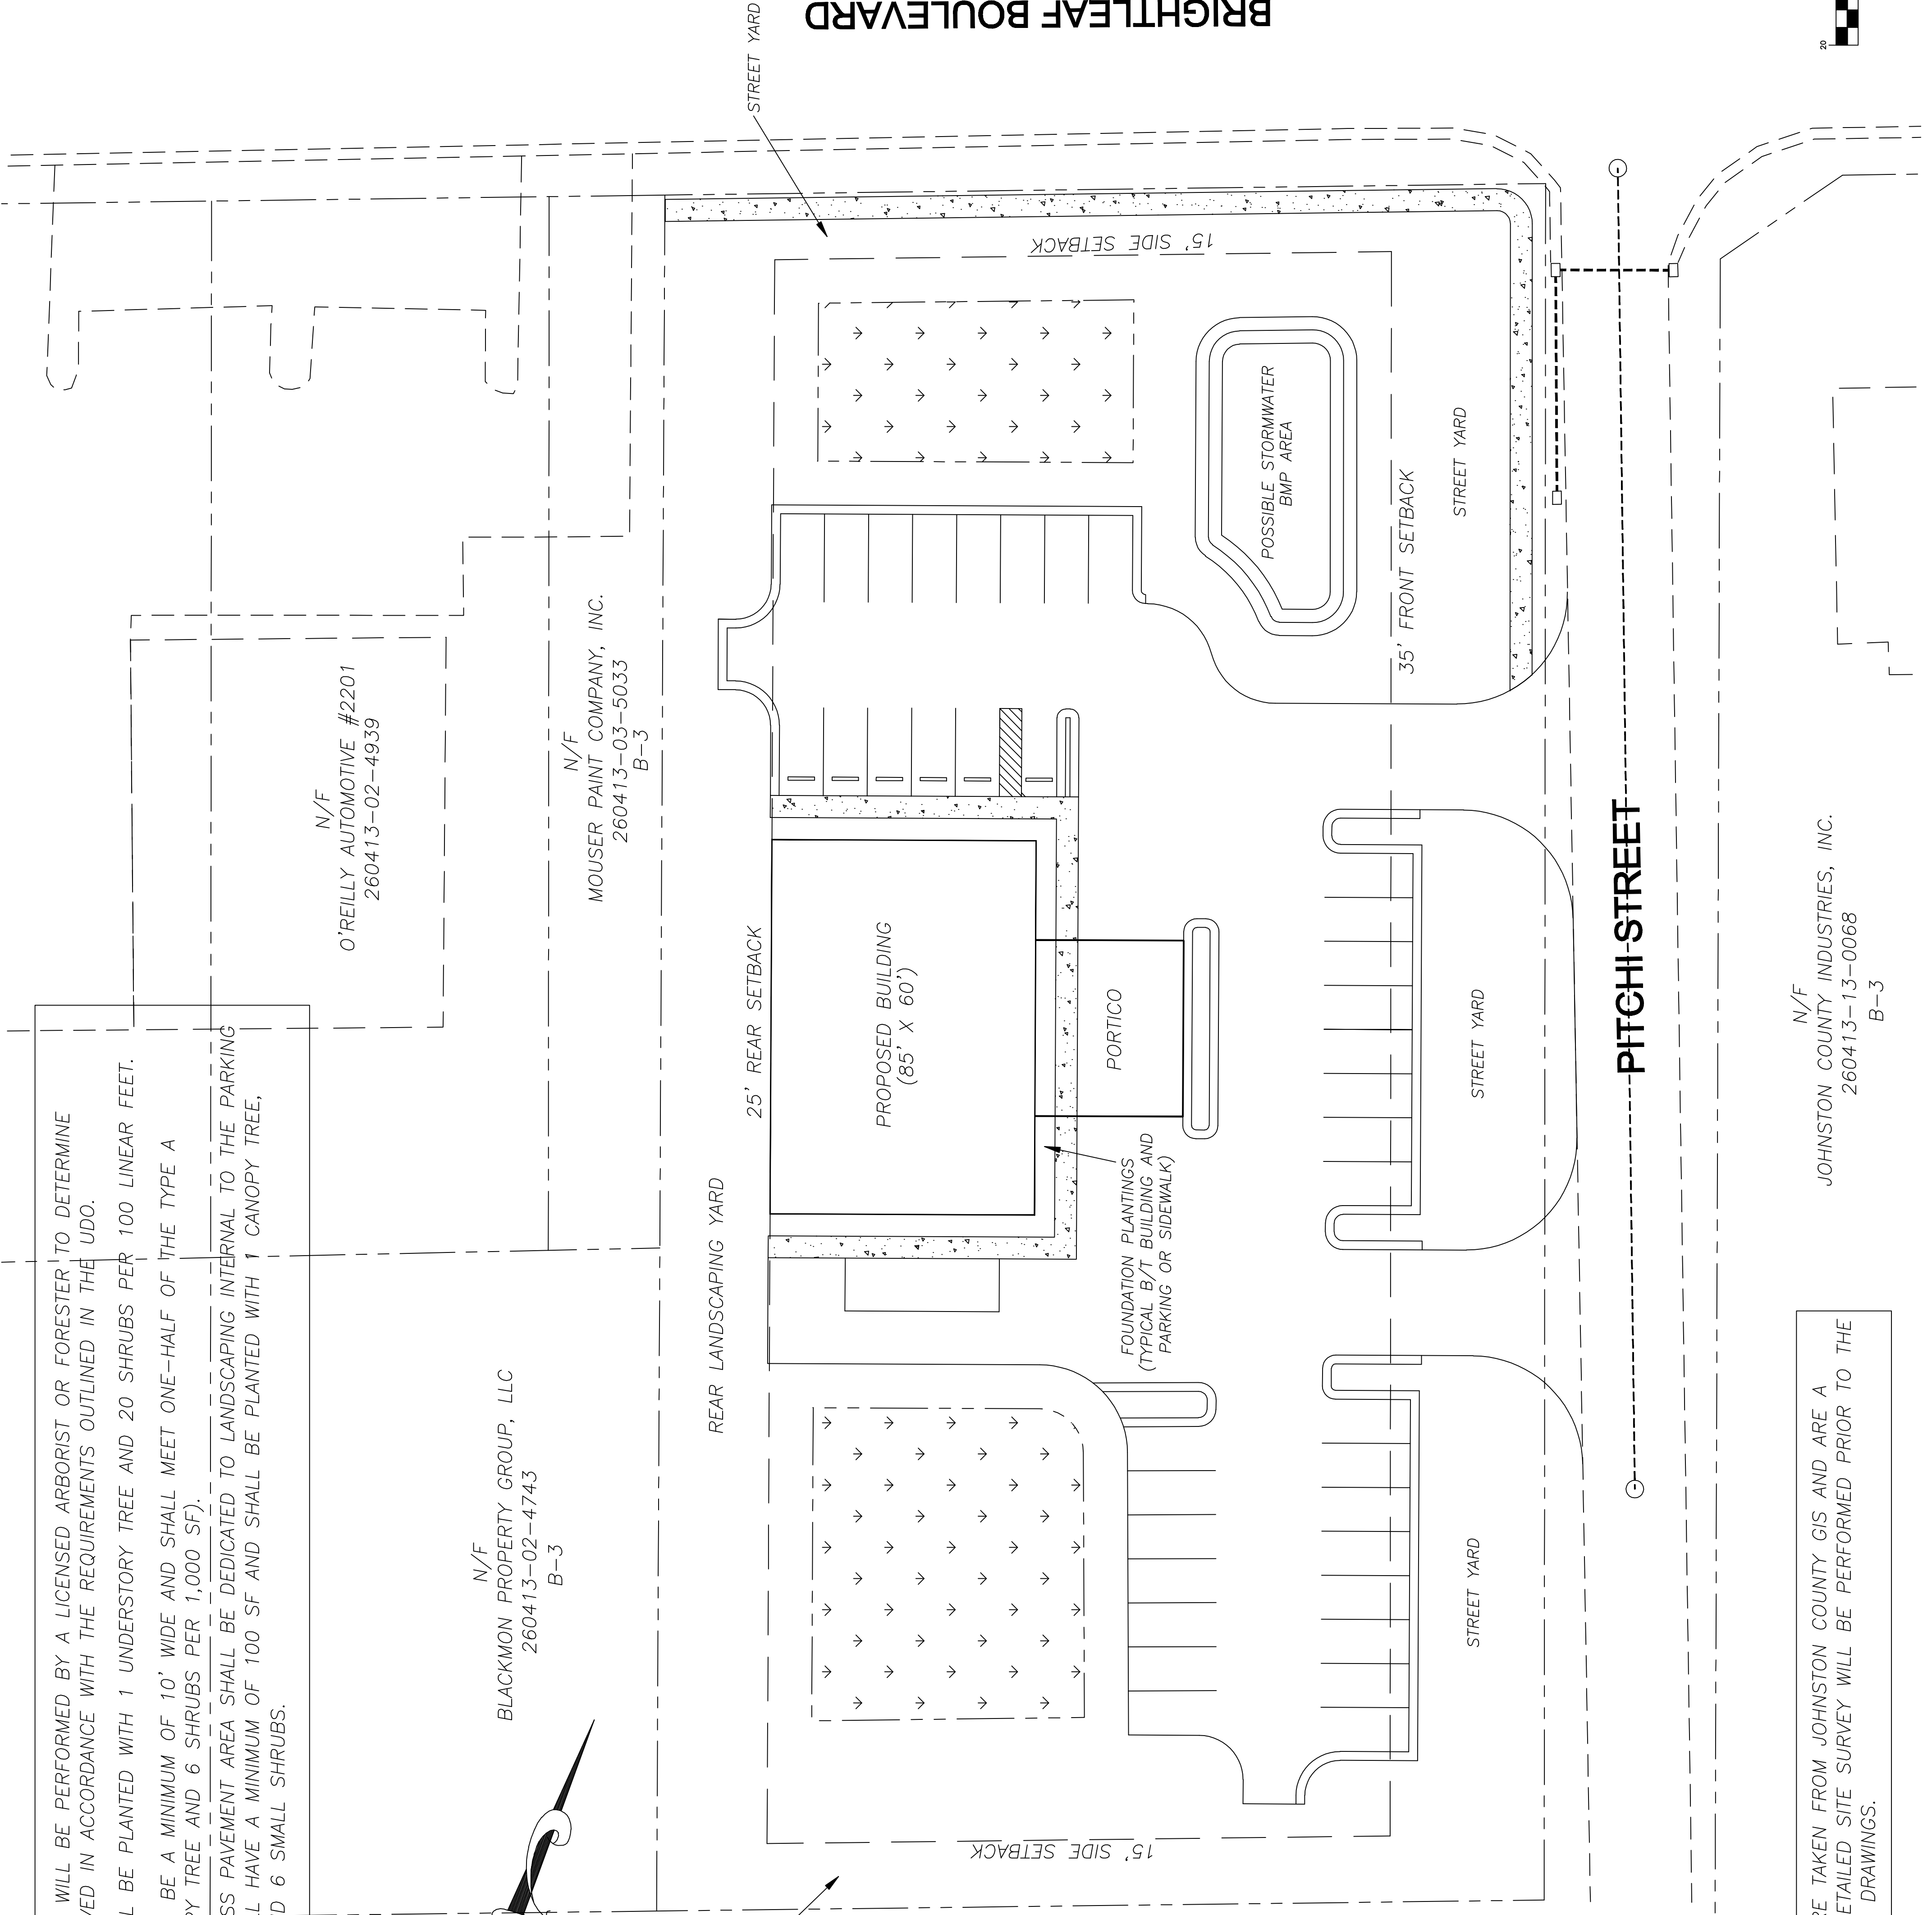 BRIGHTLEAF BOULEVARD
STREET YARD
20
15' SIDE SETBACK
POSSIBLE STORMWATER
BMP AREA
35' FRONT SETBACK
STREET YARD
N/F
O'REILLY AUTOMOTIVE #2201
260413-02-4939
N/F
MOUSER PAINT COMPANY, INC.
260413-03-5033
B-3
25' REAR SETBACK
PROPOSED BUILDING
(85' X 60')
PORTICO
STREET YARD
PITCHI STREET
N/F
JOHNSTON COUNTY INDUSTRIES, INC.
260413-13-0068
B-3
REAR LANDSCAPING YARD
FOUNDATION PLANTINGS
(TYPICAL B/T BUILDING AND
PARKING OR SIDEWALK)
N/F
BLACKMON PROPERTY GROUP, LLC
260413-02-4743
B-3
STREET YARD
15' SIDE SETBACK
WILL BE PERFORMED BY A LICENSED ARBORIST OR FORESTER TO DETERMINE
VED IN ACCORDANCE WITH THE REQUIREMENTS OUTLINED IN THE UDO.
L BE PLANTED WITH 1 UNDERSTORY TREE AND 20 SHRUBS PER 100 LINEAR FEET.
BE A MINIMUM OF 10' WIDE AND SHALL MEET ONE-HALF OF THE TYPE A
PY TREE AND 6 SHRUBS PER 1,000 SF).
SS PAVEMENT AREA SHALL BE DEDICATED TO LANDSCAPING INTERNAL TO THE PARKING
LL HAVE A MINIMUM OF 100 SF AND SHALL BE PLANTED WITH 1 CANOPY TREE,
D 6 SMALL SHRUBS.
RE TAKEN FROM JOHNSTON COUNTY GIS AND ARE A
ETAILED SITE SURVEY WILL BE PERFORMED PRIOR TO THE
DRAWINGS.